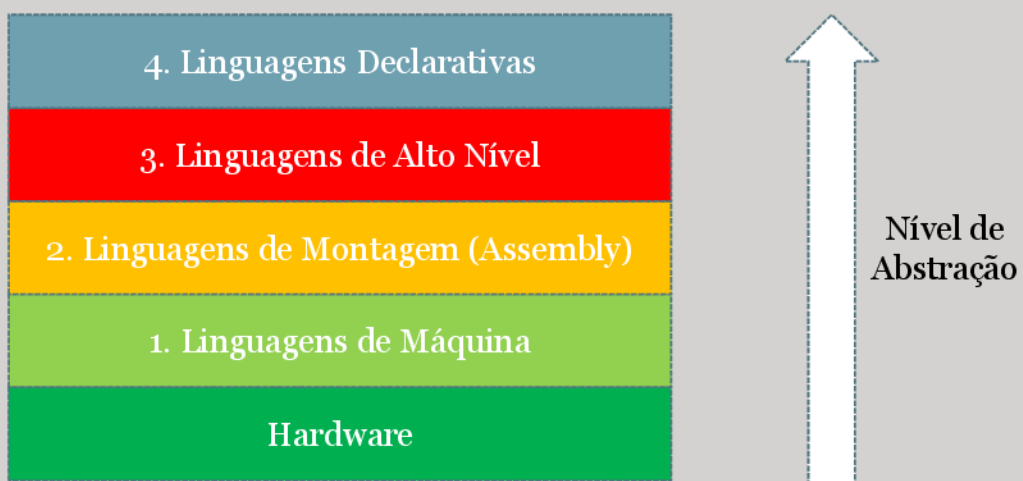 4. Linguagens Declarativas
3. Linguagens de Alto Nível
2. Linguagens de Montagem (Assembly)
1. Linguagens de Máquina
Hardware
Nível de
Abstração